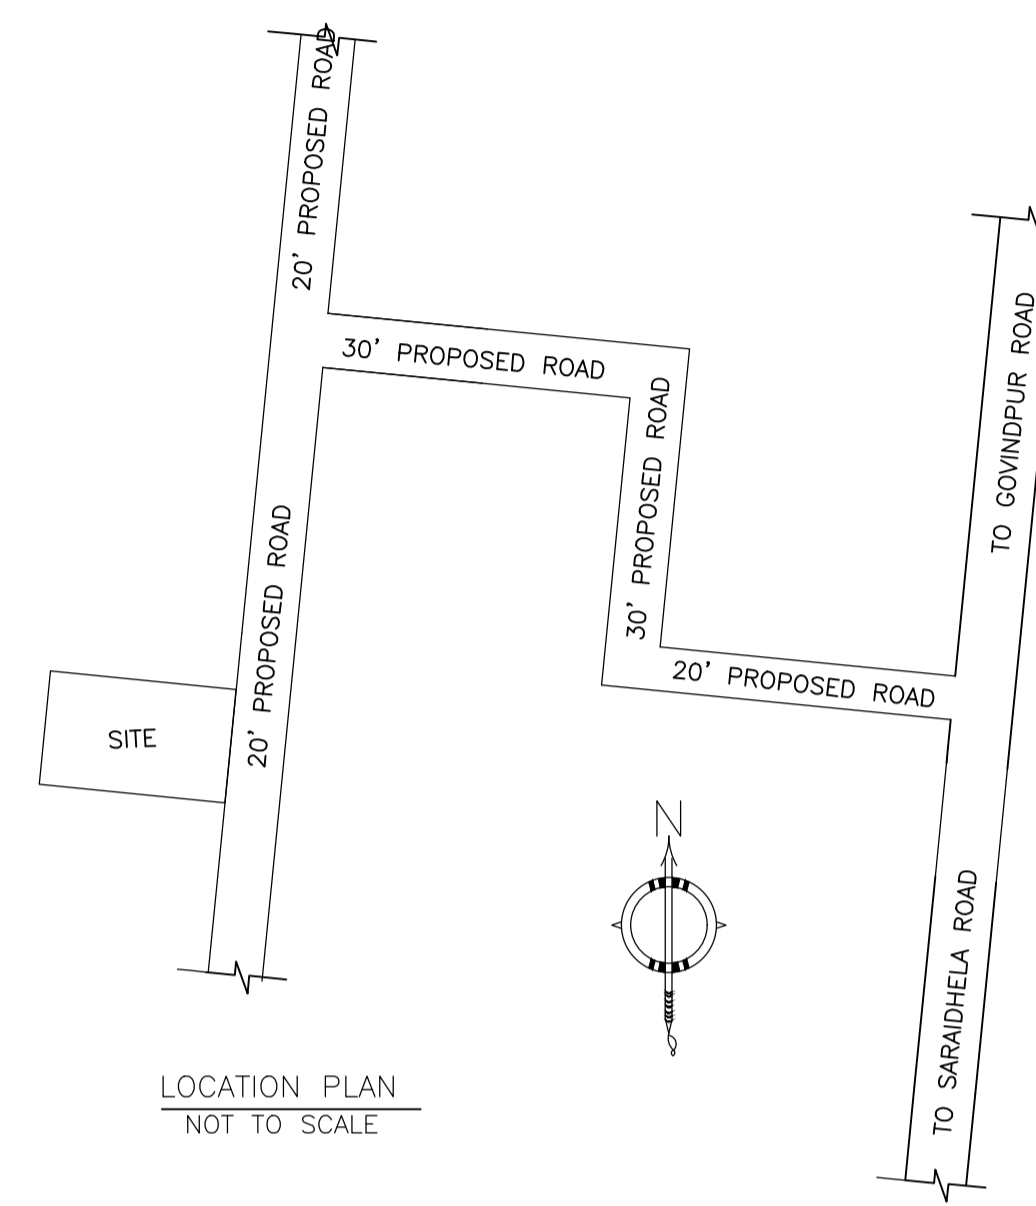 20' PROPOSED ROAD
30' PROPOSED ROAD
TO GOVINDPUR ROAD
30' PROPOSED ROAD
20' PROPOSED ROAD
20' PROPOSED ROAD
SITE
N
TO SARAIDHELA ROAD
LOCATION PLAN
NOT TO SCALE